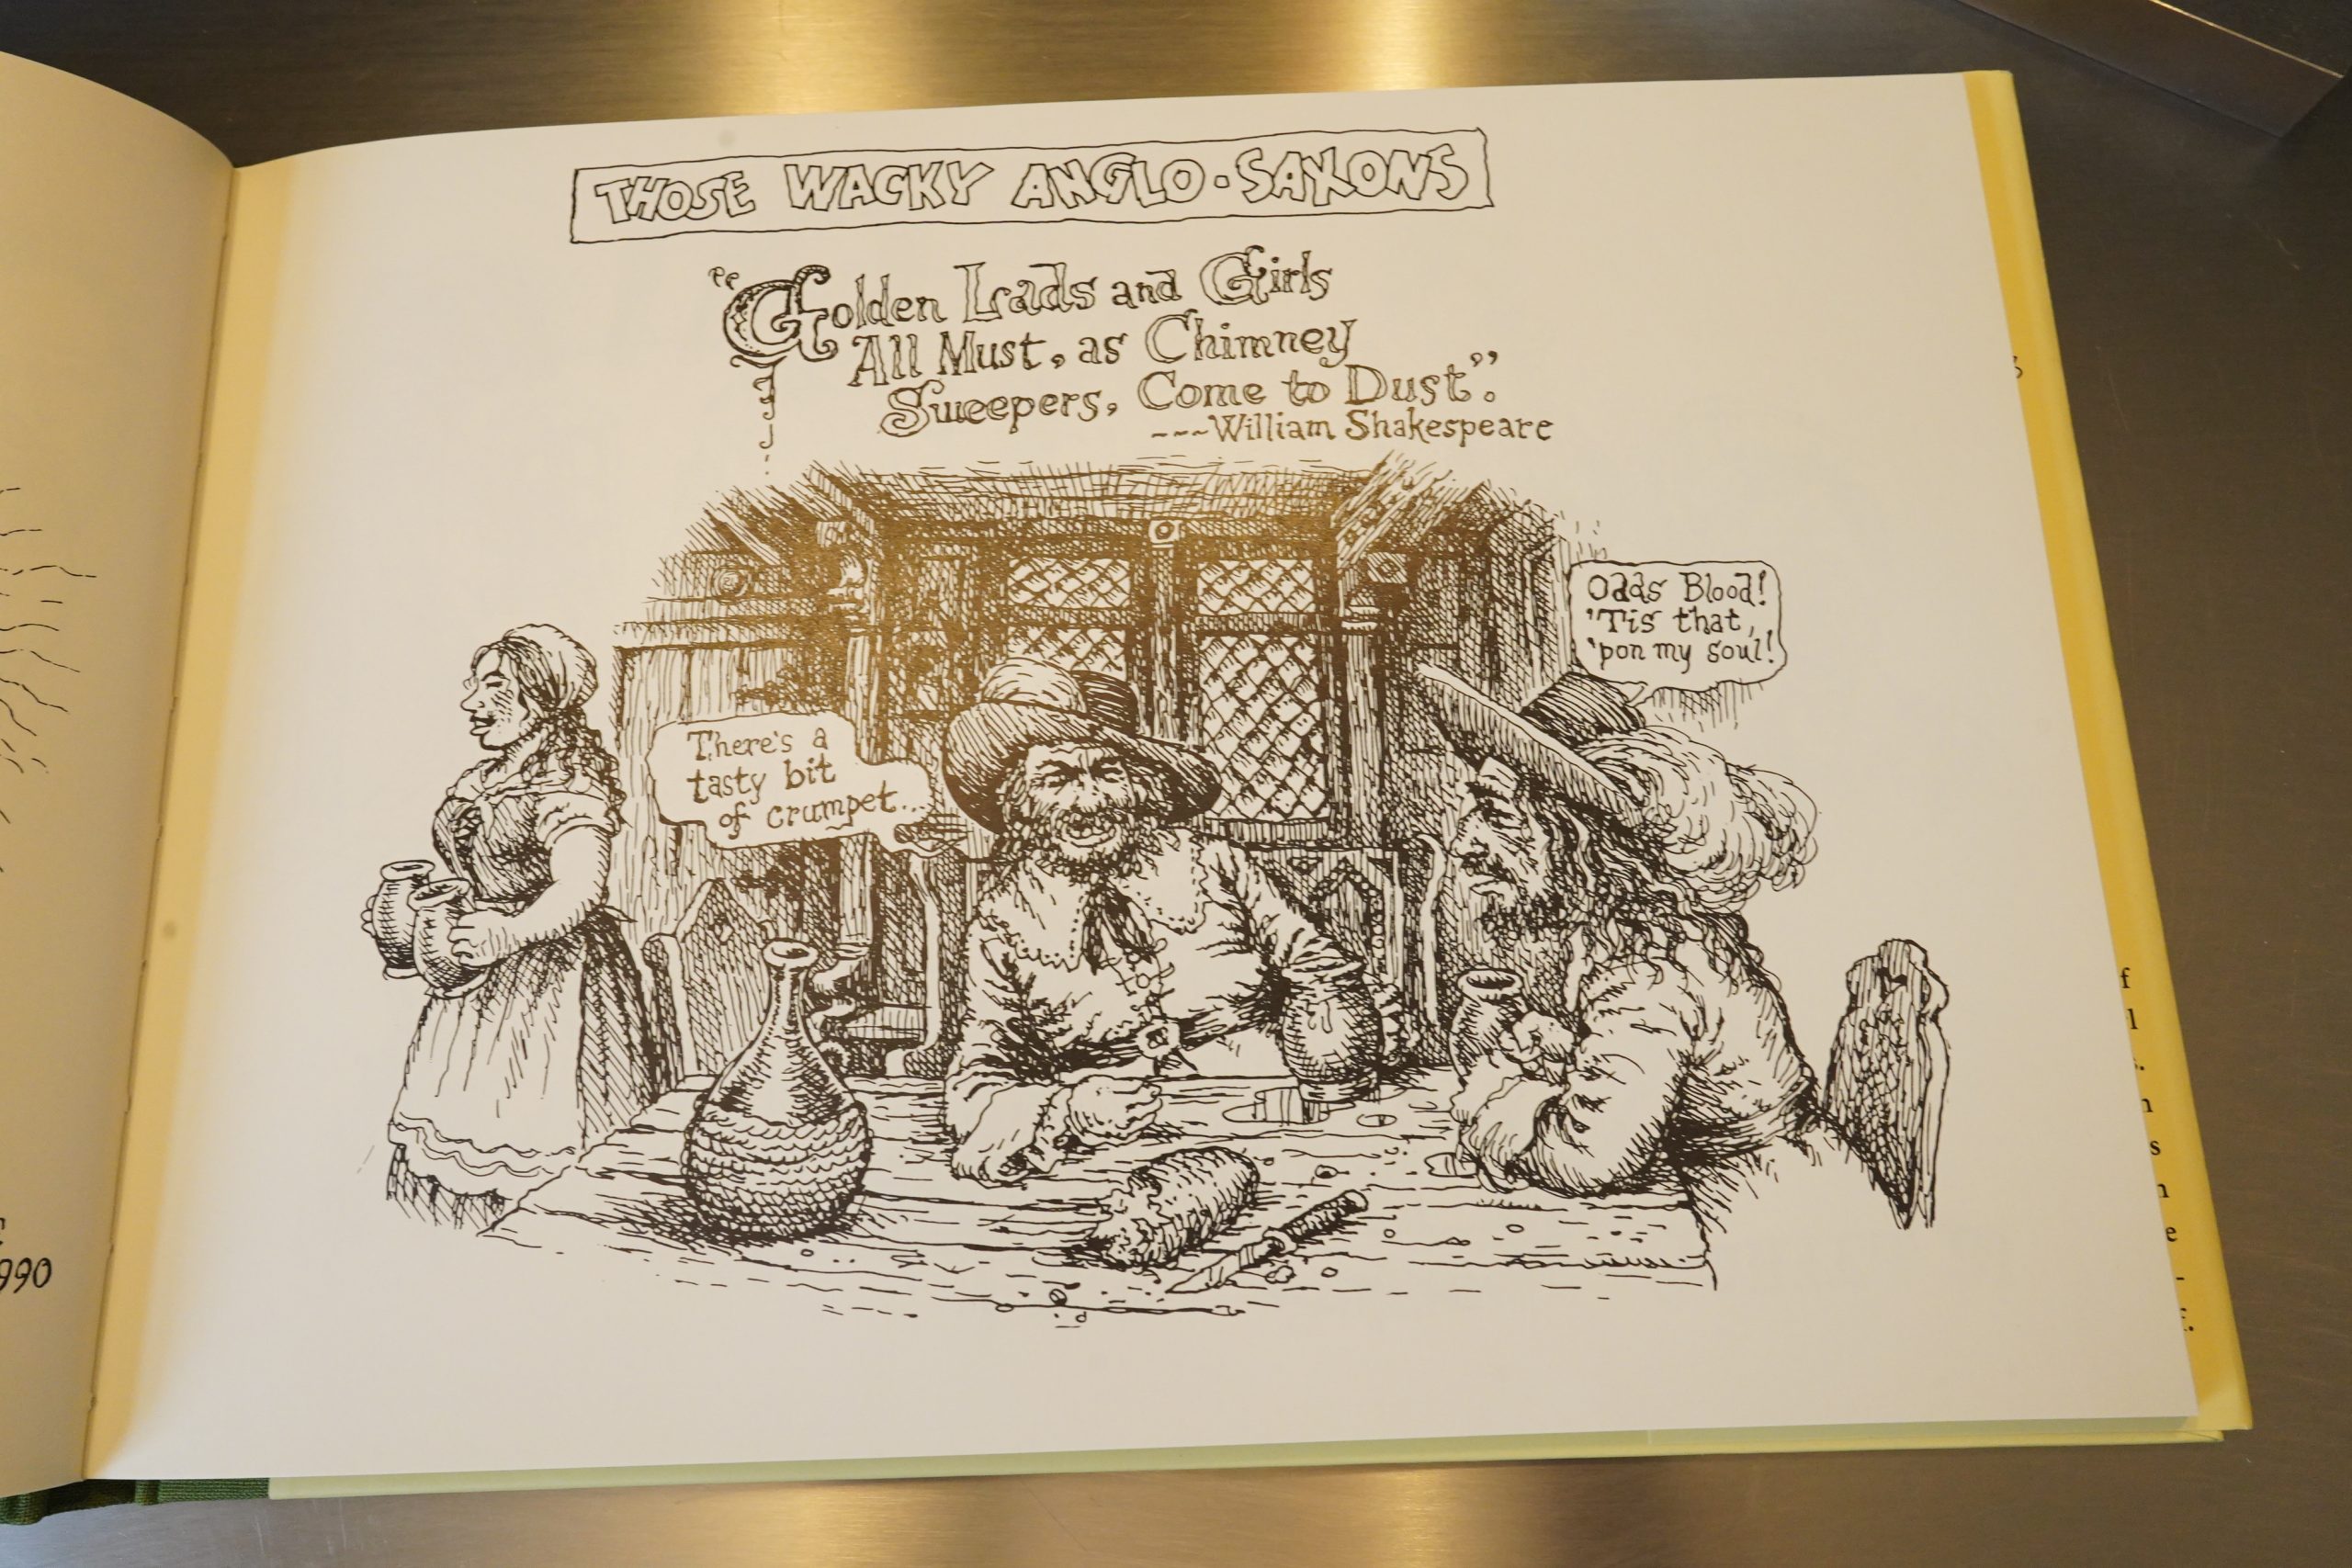 THOSE WACKY ANGLO-SAXONS
"Golden Lads and Girls
All Must, as Chimney
Sweepers, Come to Dust".
---William Shakespeare
Odds Blood!
'Tis that,
'pon my soul!
There's a
tasty bit
of crumpet...
990